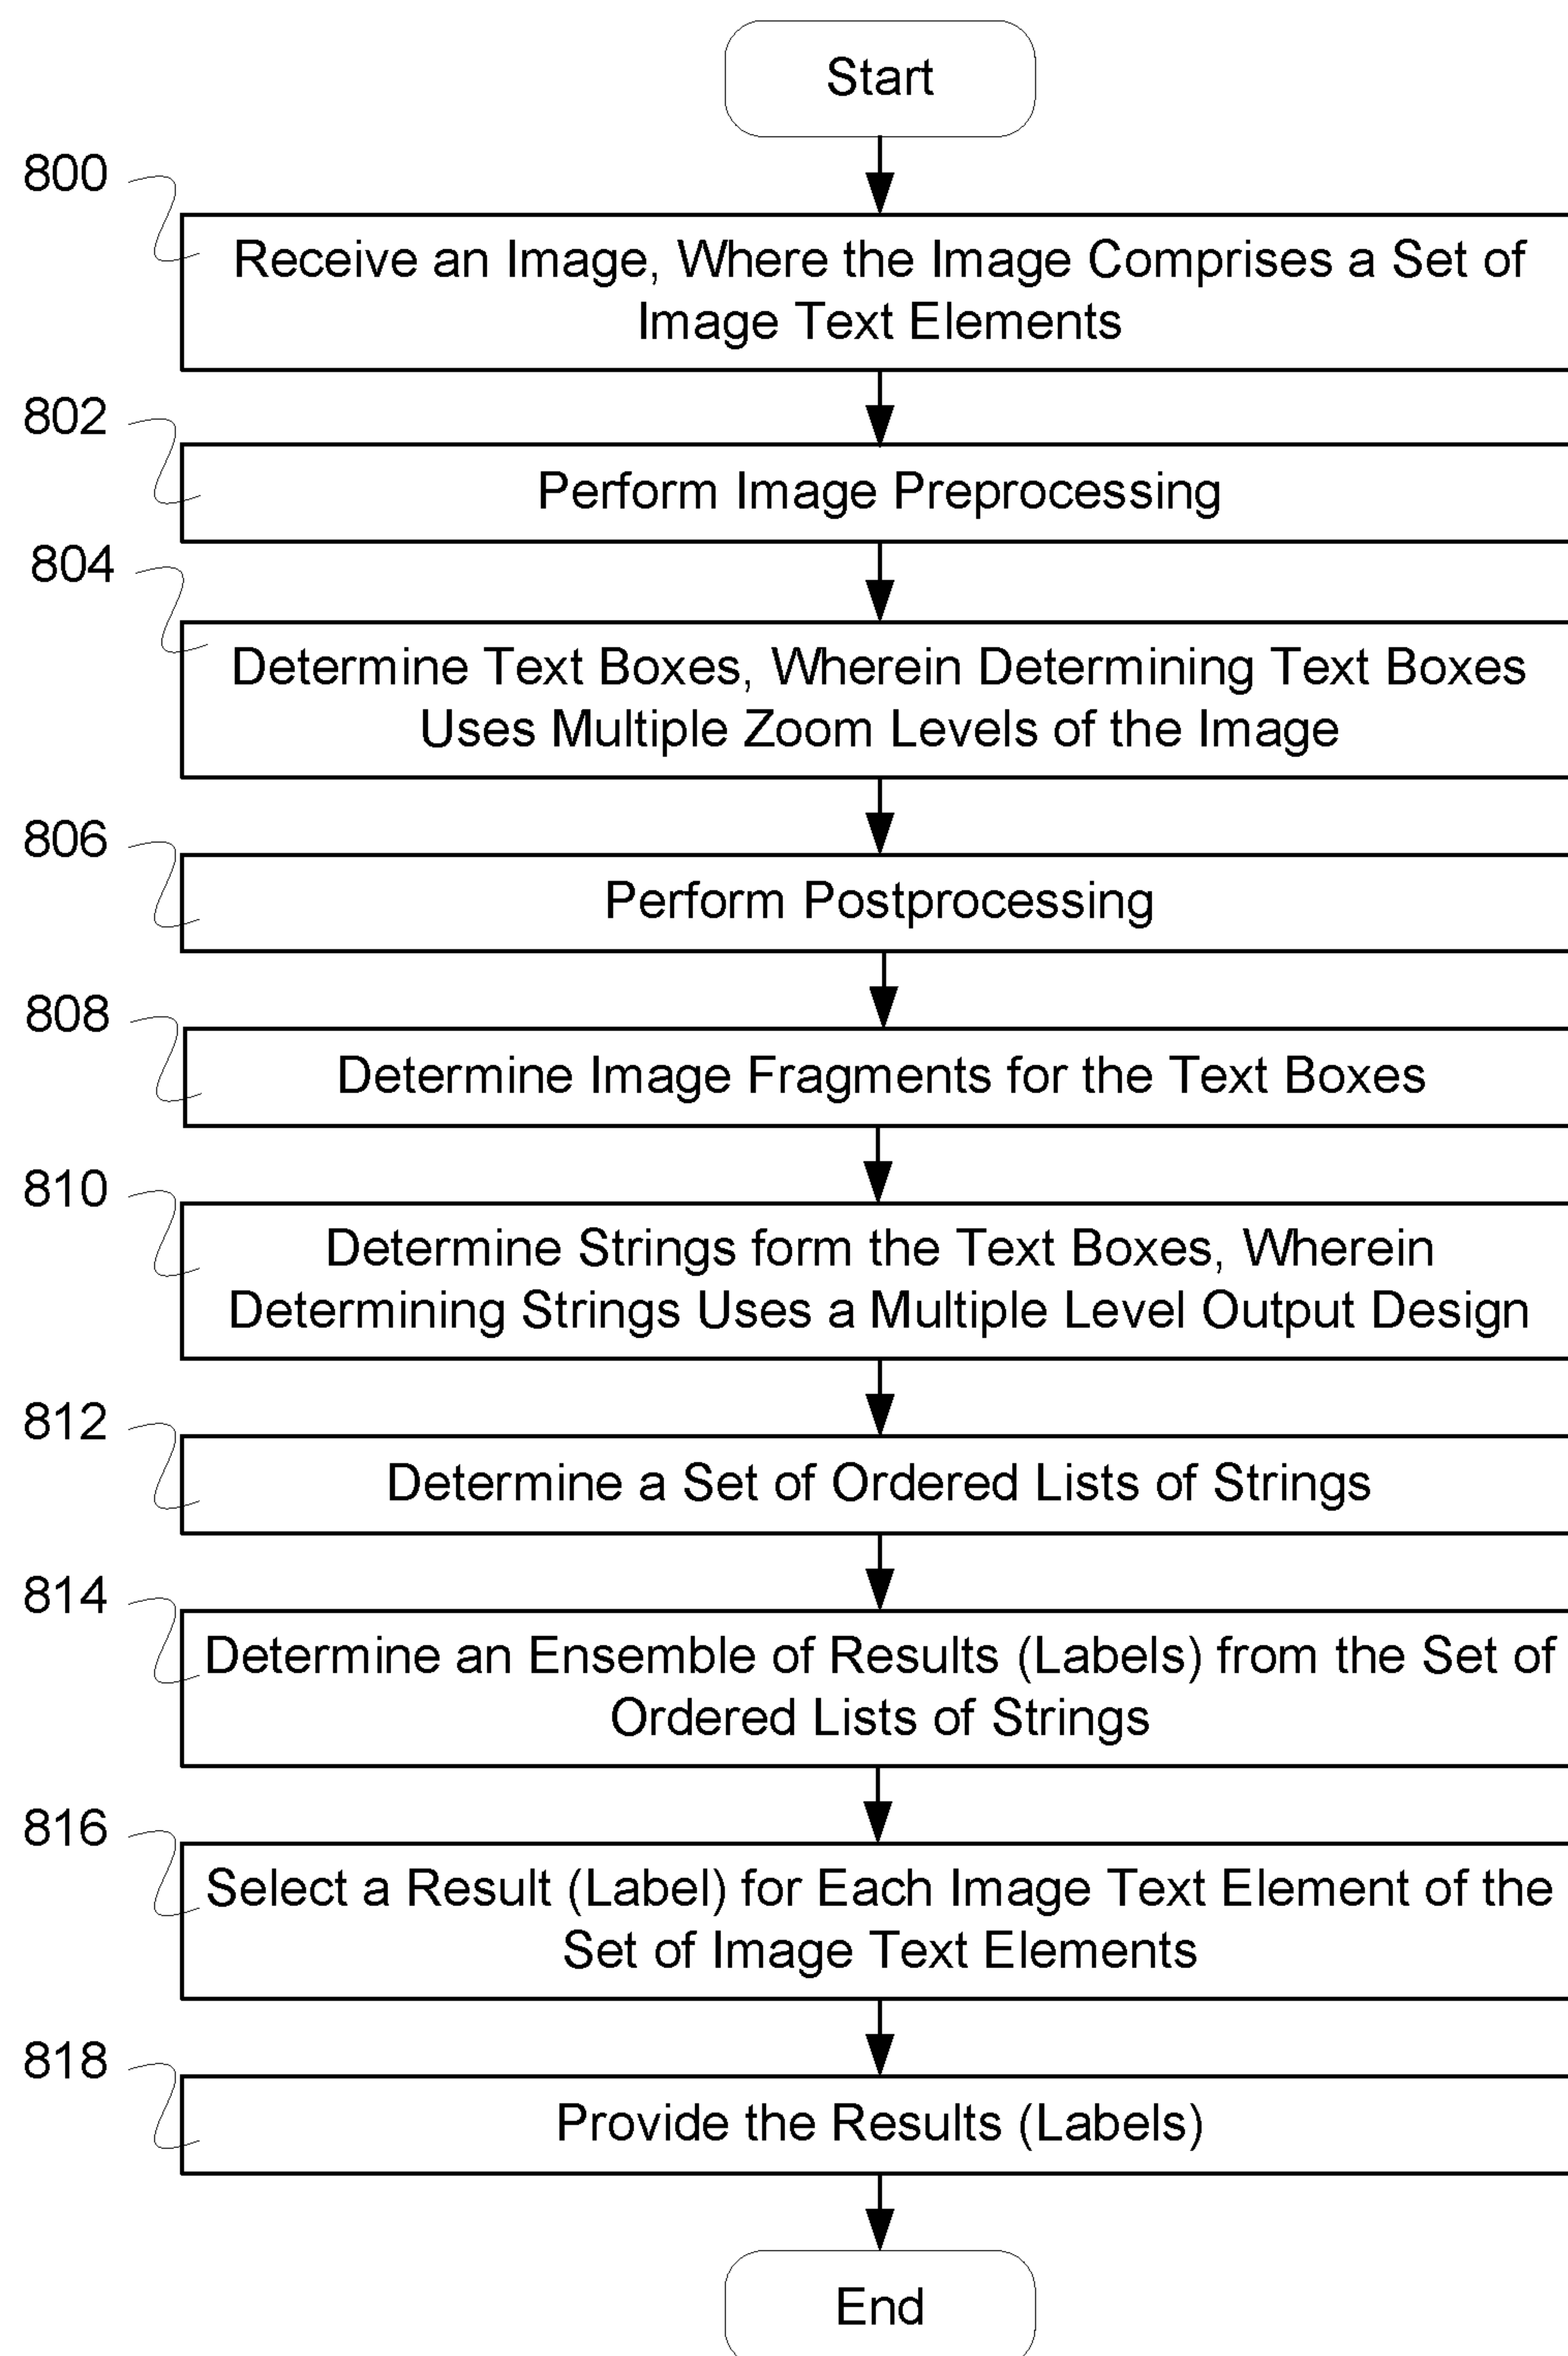 Start
800
Receive an Image, Where the Image Comprises a Set of
Image Text Elements
802
Perform Image Preprocessing
804
Determine Text Boxes, Wherein Determining Text Boxes
Uses Multiple Zoom Levels of the Image
806
Perform Postprocessing
808
Determine Image Fragments for the Text Boxes
810
Determine Strings form the Text Boxes, Wherein
Determining Strings Uses a Multiple Level Output Design
812
Determine a Set of Ordered Lists of Strings
814
Determine an Ensemble of Results (Labels) from the Set of
Ordered Lists of Strings
816
Select a Result (Label) for Each Image Text Element of the
Set of Image Text Elements
818
Provide the Results (Labels)
End